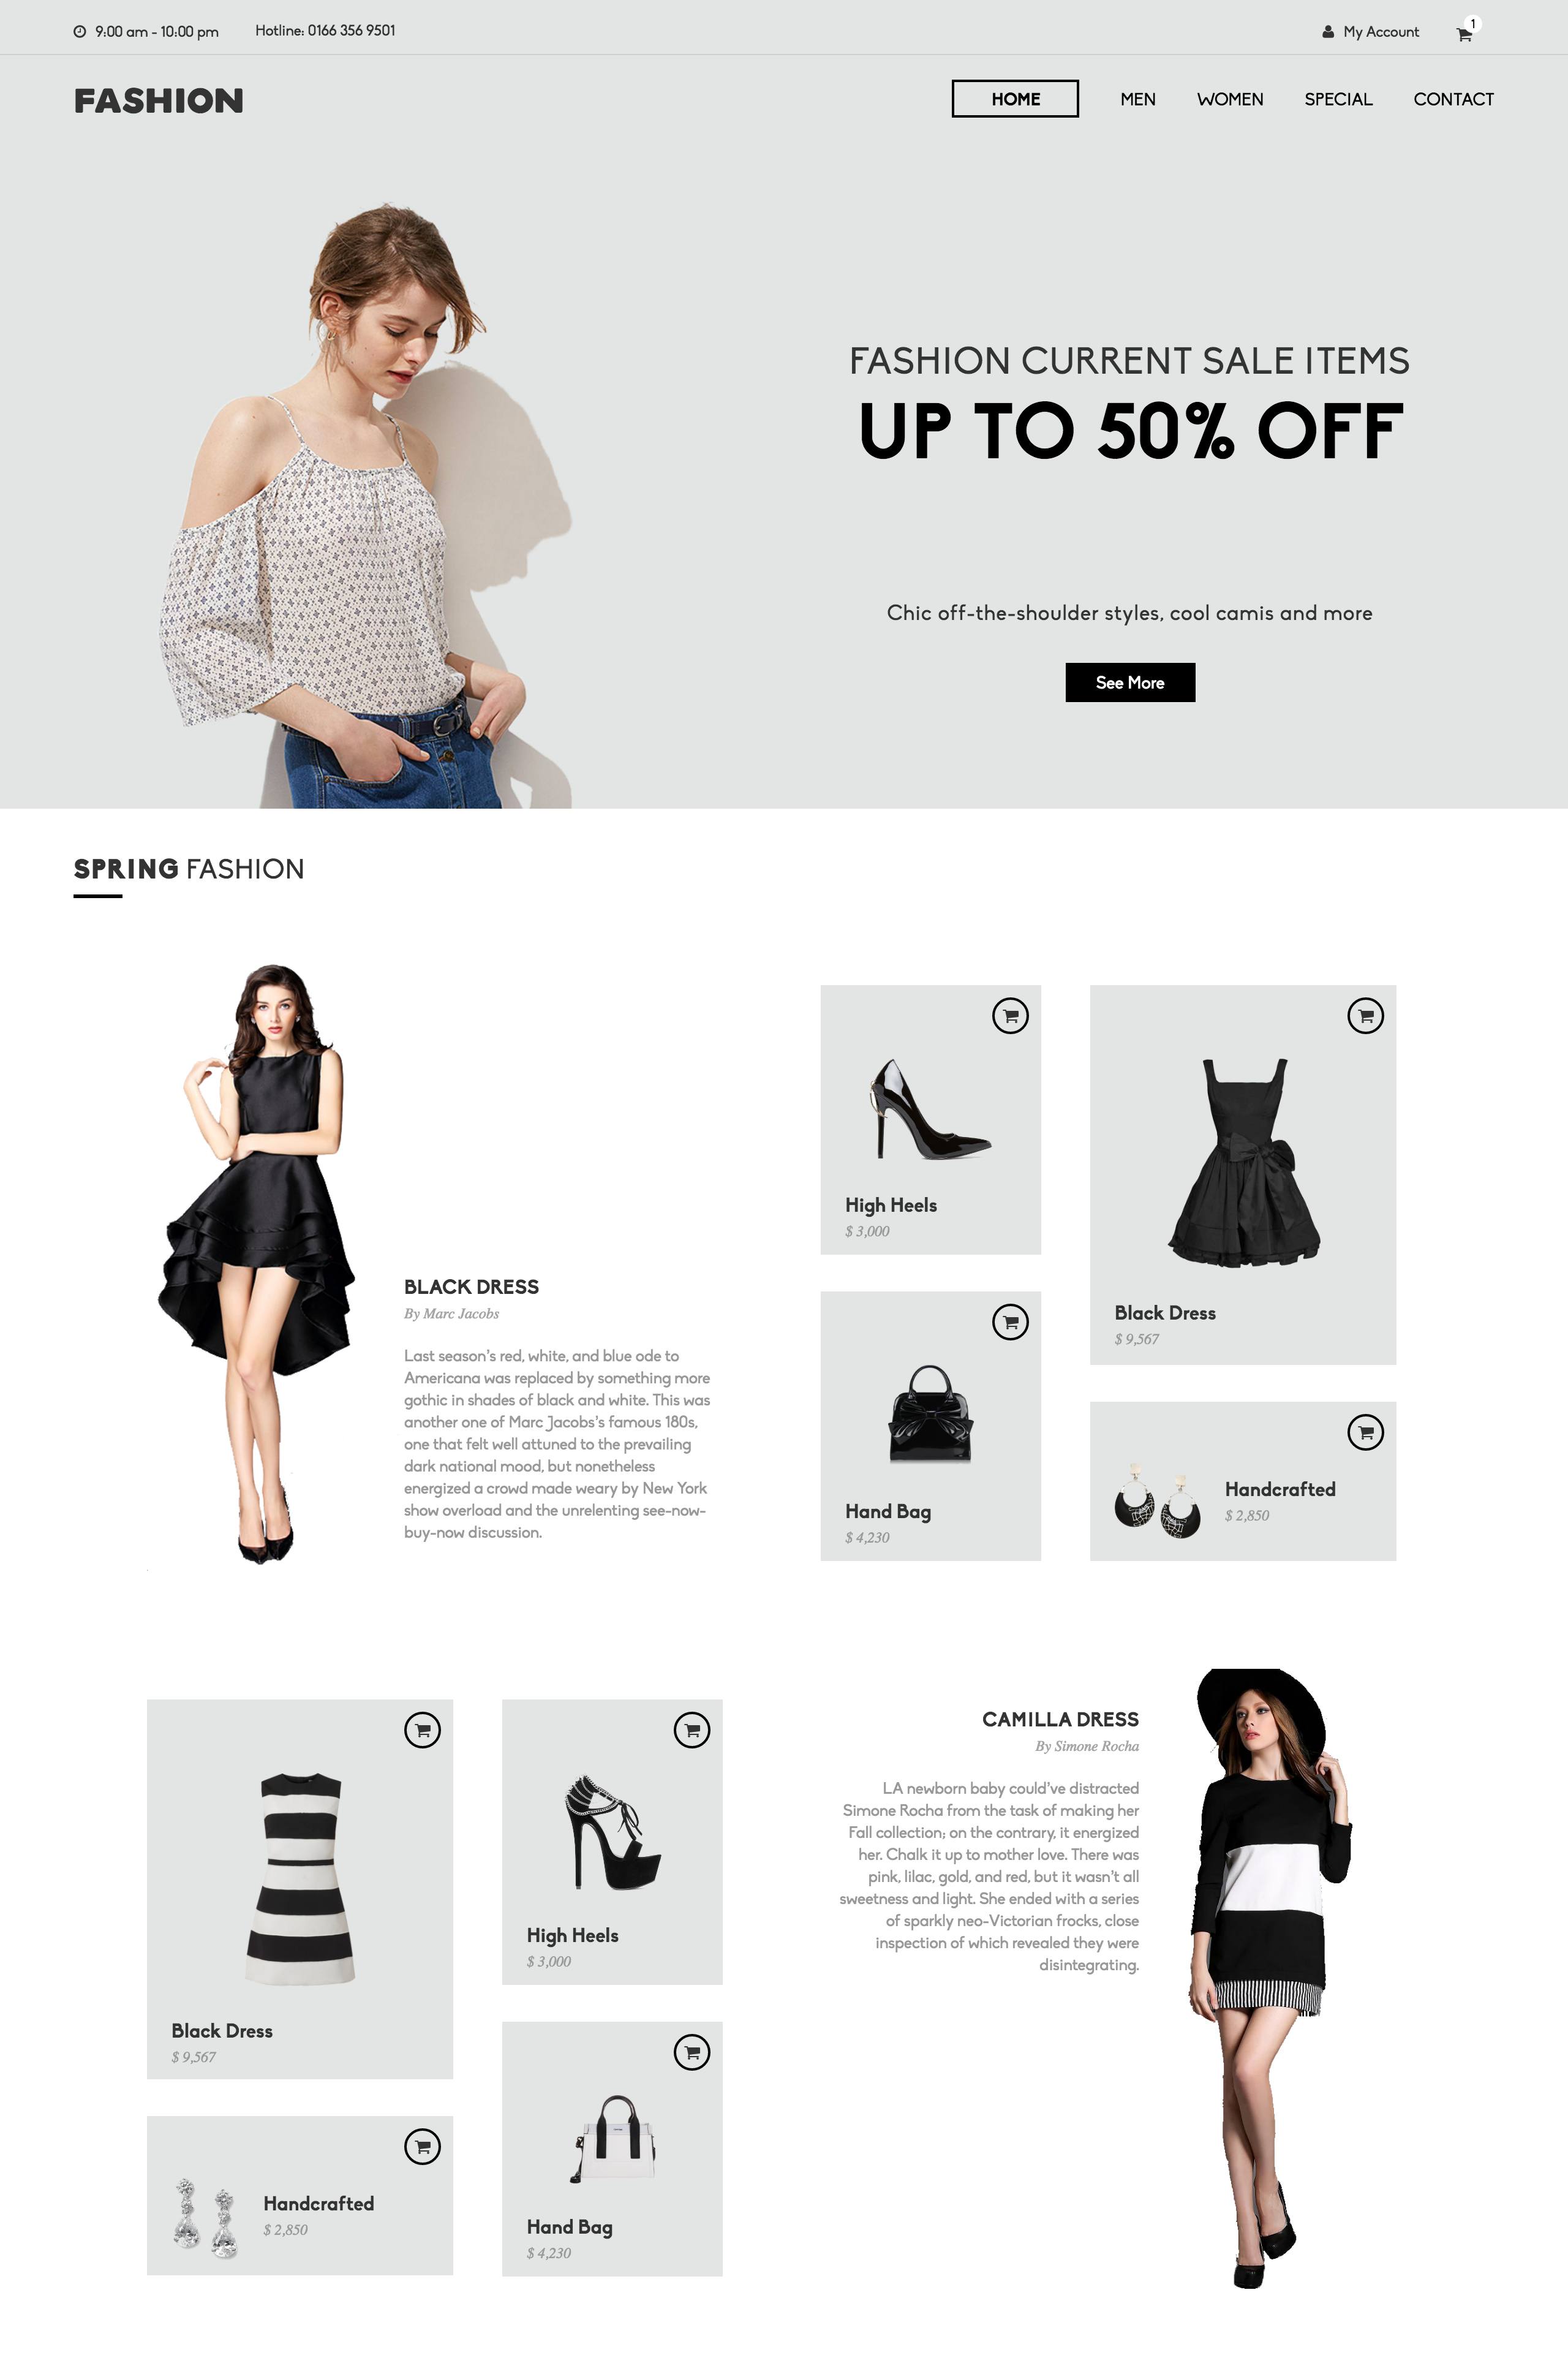 9:00 am - 10:00 pm
Hotline: 0166 356 9501
My Account
1
FASHION
HOME
MEN
WOMEN
SPECIAL
CONTACT
FASHION CURRENT SALE ITEMS
UP TO 50% OFF
Chic off-the-shoulder styles, cool camis and more
See More
SPRING FASHION
BLACK DRESS
By Marc Jacobs
Last season's red, white, and blue ode to
Americana was replaced by something more
gothic in shades of black and white. This was
another one of Marc Jacobs's famous 180s,
one that felt well attuned to the prevailing
dark national mood, but nonetheless
energized a crowd made weary by New York
show overload and the unrelenting see-now-
buy-now discussion.
High Heels
$ 3,000
Black Dress
$ 9,567
Hand Bag
$ 4,230
Handcrafted
$ 2,850
Black Dress
$ 9,567
High Heels
$ 3,000
Handcrafted
$ 2,850
Hand Bag
$ 4,230
CAMILLA DRESS
By Simone Rocha
LA newborn baby could've distracted
Simone Rocha from the task of making her
Fall collection; on the contrary, it energized
her. Chalk it up to mother love. There was
pink, lilac, gold, and red, but it wasn't all
sweetness and light. She ended with a series
of sparkly neo-Victorian frocks, close
inspection of which revealed they were
disintegrating.